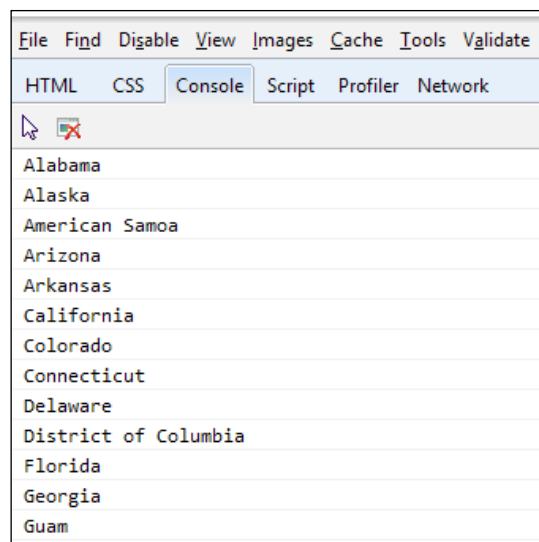 File Find Disable View Images Cache Tools Validate
HTML CSS Console Script Profiler Network
Alabama
Alaska
American Samoa
Arizona
Arkansas
California
Colorado
Connecticut
Delaware
District of Columbia
Florida
Georgia
Guam